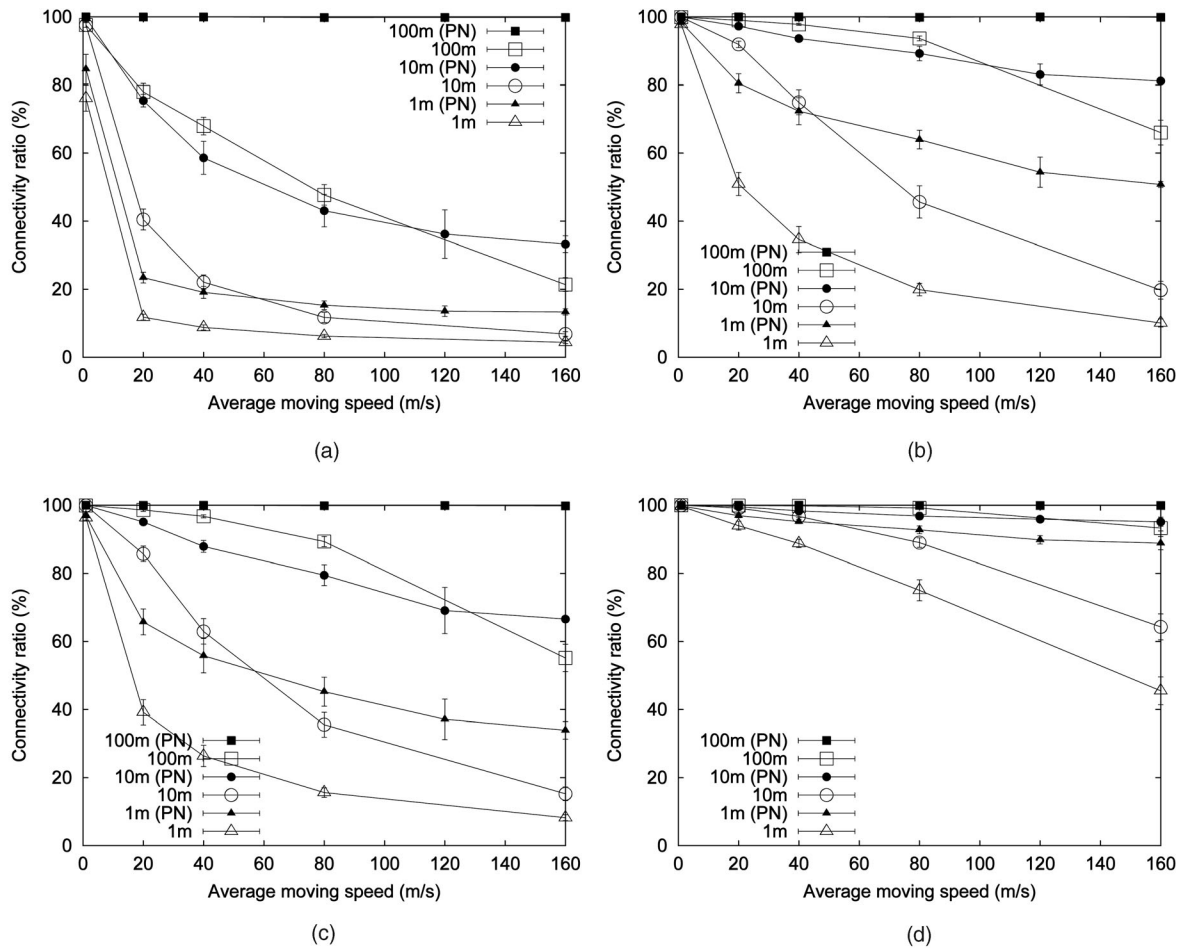 Connectivity ratio (%)
100
80
60
40
20
0
100m (PN)
100m
10m (PN)
10m
1m (PN)
1m
0 20 40 60 80 100 120 140 160
Average moving speed (m/s)
(a)
Connectivity ratio (%)
100
80
60
40
20
0
100m (PN)
100m
10m (PN)
10m
1m (PN)
1m
0 20 40 60 80 100 120 140 160
Average moving speed (m/s)
(b)
Connectivity ratio (%)
100
80
60
40
20
0
100m (PN)
100m
10m (PN)
10m
1m (PN)
1m
0 20 40 60 80 100 120 140 160
Average moving speed (m/s)
(c)
Connectivity ratio (%)
100
80
60
40
20
0
100m (PN)
100m
10m (PN)
10m
1m (PN)
1m
0 20 40 60 80 100 120 140 160
Average moving speed (m/s)
(d)